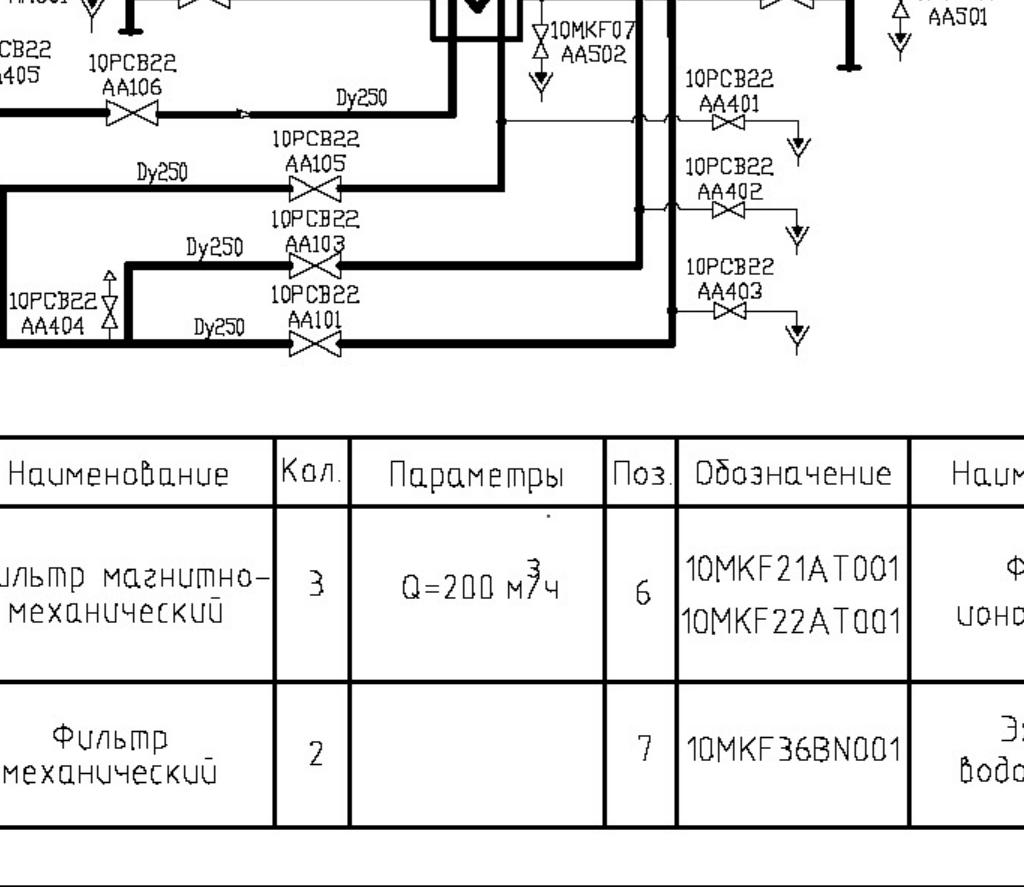 AA501
10MKF07
AA502
CB22
A405
10PCB22
AA106
Dy250
10PCB22
AA401
10PCB22
AA105
Dy250
10PCB22
AA402
10PCB22
AA103
Dy250
10PCB22
AA403
10PCB22
AA404
10PCB22
AA101
Dy250
Наименование Кол. Параметры Поз. Обозначение Наим
ильтр магнитно-
механический
3
Q=200 м³/ч
6
10MKF21AT001
10MKF22AT001
Ф
ионо
Фильтр
механический
2
7
10MKF36BN001
Э
водо